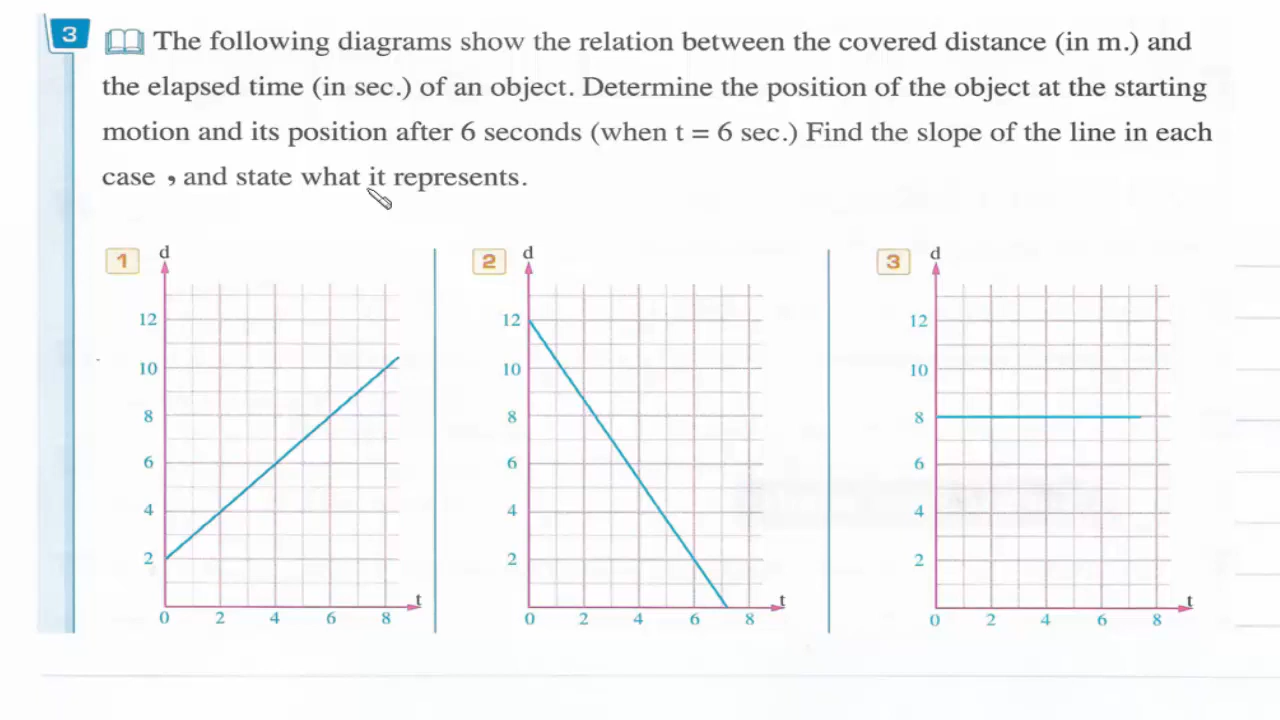 3 The following diagrams show the relation between the covered distance (in m.) and
the elapsed time (in sec.) of an object. Determine the position of the object at the starting
motion and its position after 6 seconds (when t = 6 sec.) Find the slope of the line in each
case , and state what it represents.
1
d
12
10
8
6
4
2
0 2 4 6 8
t
2
d
12
10
8
6
4
2
0 2 4 6 8
t
3
d
12
10
8
6
4
2
0 2 4 6 8
t